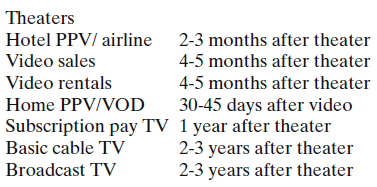 Theaters
Hotel PPV/ airline 2-3 months after theater
Video sales 4-5 months after theater
Video rentals 4-5 months after theater
Home PPV/VOD 30-45 days after video
Subscription pay TV 1 year after theater
Basic cable TV 2-3 years after theater
Broadcast TV 2-3 years after theater